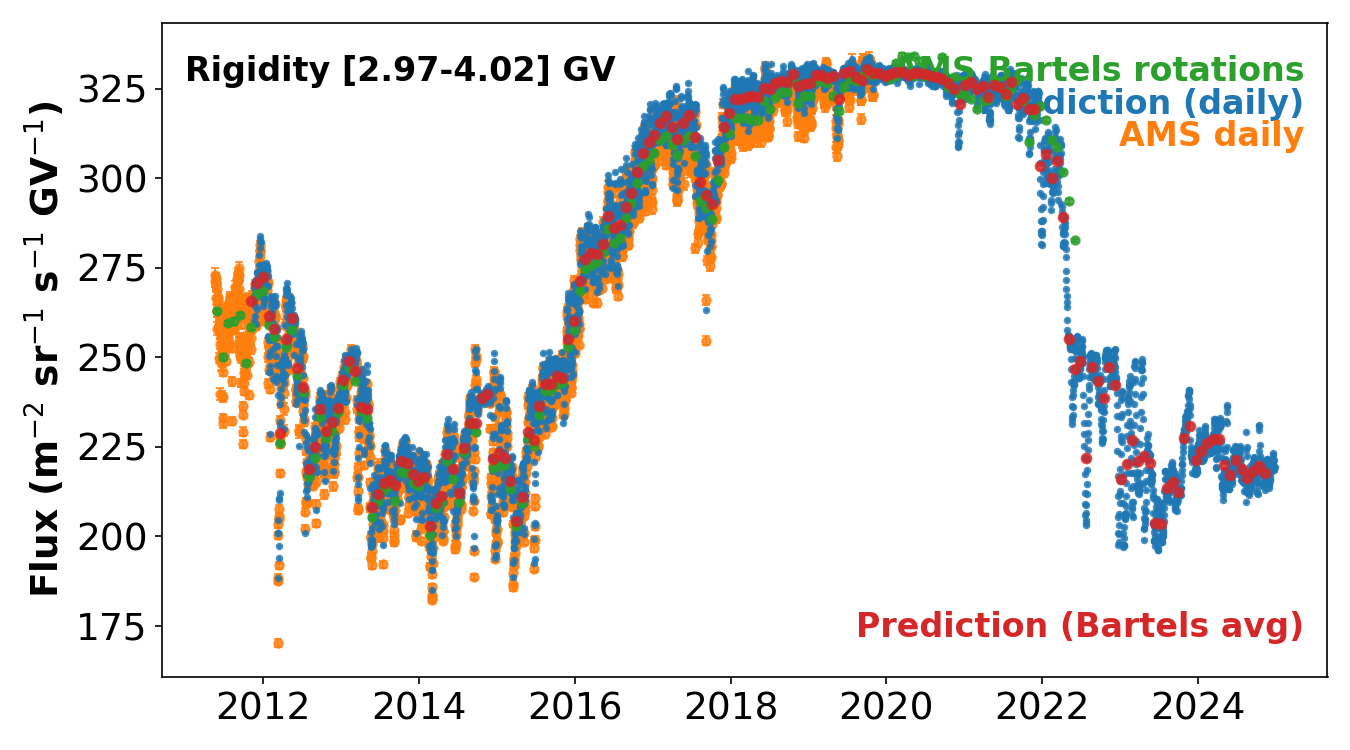 Rigidity [2.97-4.02] GV
AMS Bartels rotations
diction (daily)
AMS daily
Prediction (Bartels avg)
Flux (m⁻² sr⁻¹ s⁻¹ GV⁻¹)
325
300
275
250
225
200
175
2012 2014 2016 2018 2020 2022 2024